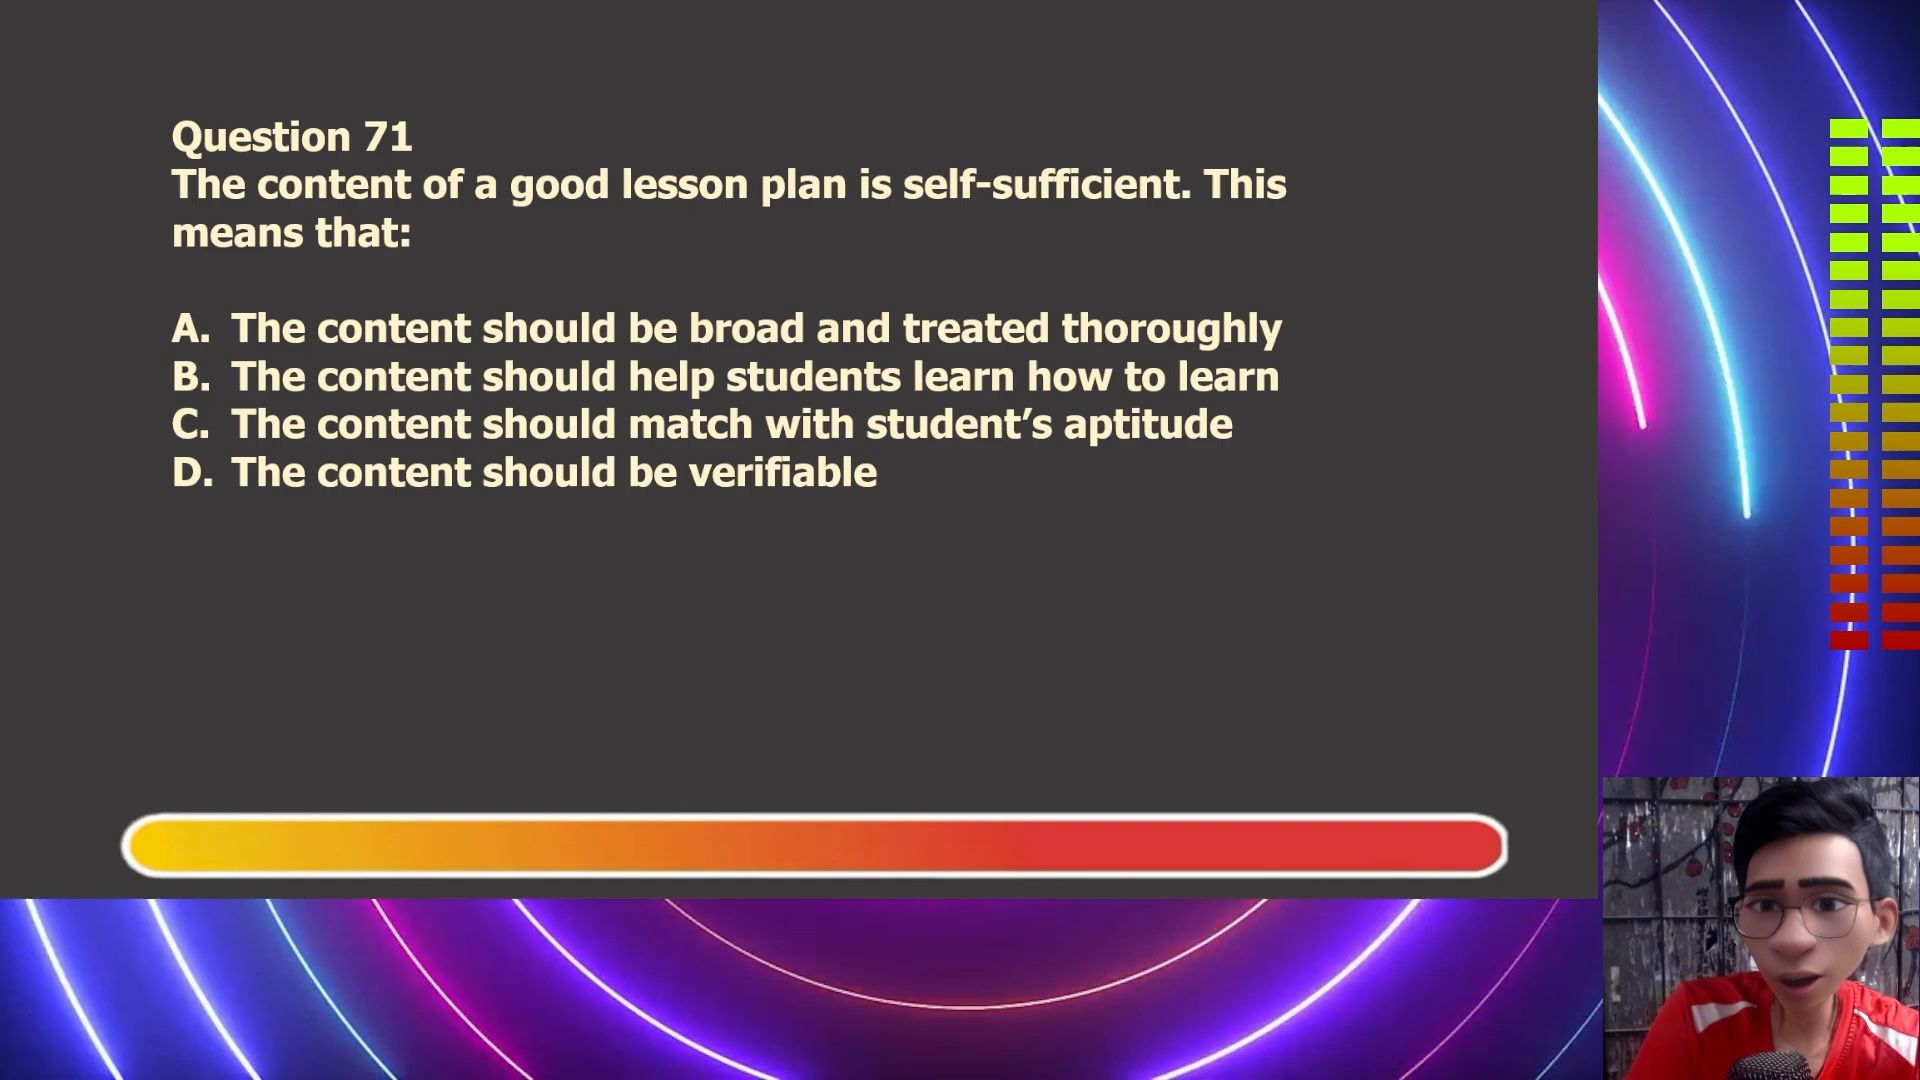 Question 71
The content of a good lesson plan is self-sufficient. This
means that:
A. The content should be broad and treated thoroughly
B. The content should help students learn how to learn
C. The content should match with student’s aptitude
D. The content should be verifiable